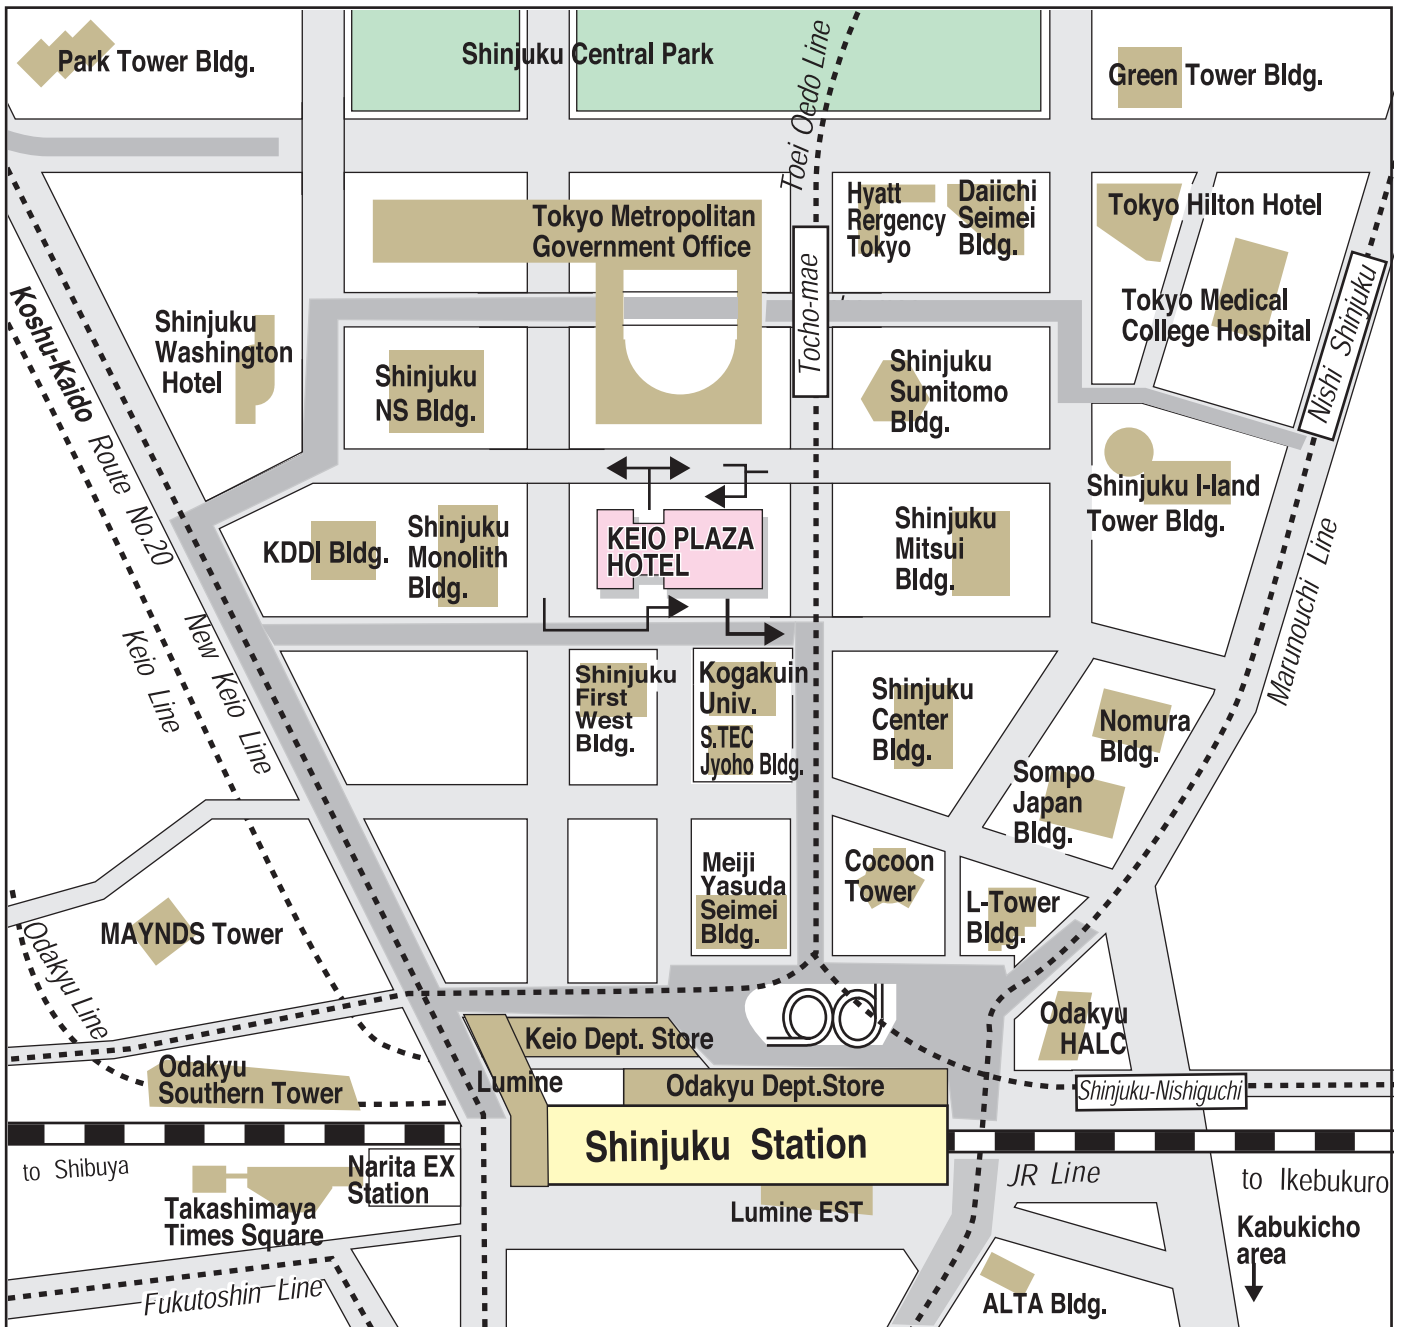 Park Tower Bldg.
Shinjuku Central Park
Toei Oedo Line
Green Tower Bldg.
Tokyo Metropolitan
Government Office
Hyatt
Rergency
Tokyo
Daiichi
Seimei
Bldg.
Tokyo Hilton Hotel
Tocho-mae
Koshu-Kaido Route No.20
Shinjuku
Washington
Hotel
Tokyo Medical
College Hospital
Nishi Shinjuku
Shinjuku
NS Bldg.
Shinjuku
Sumitomo
Bldg.
Shinjuku I-land
Tower Bldg.
KDDI Bldg.
Shinjuku
Monolith
Bldg.
KEIO PLAZA
HOTEL
Shinjuku
Mitsui
Bldg.
Marunouchi Line
New Keio Line
Keio Line
Shinjuku
First
West
Bldg.
Kogakuin
Univ.
S.TEC
Jyoho Bldg.
Shinjuku
Center
Bldg.
Nomura
Bldg.
Sompo
Japan
Bldg.
Meiji
Yasuda
Seimei
Bldg.
Cocoon
Tower
L-Tower
Bldg.
MAYNDS Tower
Odakyu Line
Odakyu
HALC
Keio Dept. Store
Odakyu
Southern Tower
Lumine
Odakyu Dept.Store
Shinjuku-Nishiguchi
Shinjuku Station
to Shibuya
Narita EX
Station
JR Line
to Ikebukuro
Takashimaya
Times Square
Lumine EST
Kabukicho
area
Fukutoshin Line
ALTA Bldg.